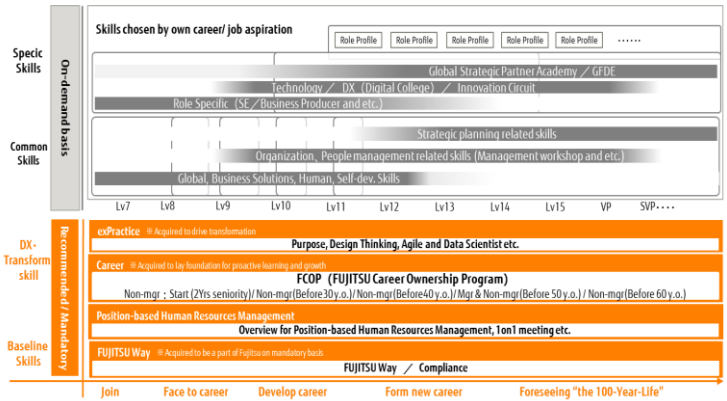 Skills chosen by own career/ job aspiration
Role Profile
Role Profile
Role Profile
Role Profile
Role Profile
······
Specic
Skills
On-demand basis
Global Strategic Partner Academy ／ GFDE
Technology ／ DX (Digital College) ／ Innovation Circuit
Role Specific (SE／Business Producer and etc.)
Common
Skills
Strategic planning related skills
Organization、People management related skills (Management workshop and etc.)
Global, Business Solutions, Human, Self-dev. Skills
Lv7
Lv8
Lv9
Lv10
Lv11
Lv12
Lv13
Lv14
Lv15
VP
SVP····
DX-
Transform
skill
Recommended / Mandatory
exPractice ※Acquired to drive transformation
Purpose, Design Thinking, Agile and Data Scientist etc.
Career ※Acquired to lay foundation for proactive learning and growth
FCOP (FUJITSU Career Ownership Program)
Non-mgr : Start (2Yrs seniority)/ Non-mgr(Before30 y.o.)/ Non-mgr(Before40 y.o.)/ Mgr & Non-mgr(Before 50 y.o.) / Non-mgr(Before 60 y.o.)
Position-based Human Resources Management
Overview for Position-based Human Resources Management, 1on1 meeting etc.
Baseline
Skills
FUJITSU Way ※Acquired to be a part of Fujitsu on mandatory basis
FUJITSU Way ／ Compliance
Join
Face to career
Develop career
Form new career
Foreseeing "the 100-Year-Life"